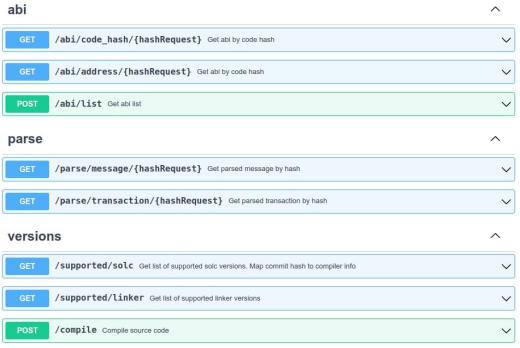 abi
GET /abi/code_hash/{hashRequest} Get abi by code hash
GET /abi/address/{hashRequest} Get abi by code hash
POST /abi/list Get abi list
parse
GET /parse/message/{hashRequest} Get parsed message by hash
GET /parse/transaction/{hashRequest} Get parsed transaction by hash
versions
GET /supported/solc Get list of supported solc versions. Map commit hash to compiler info
GET /supported/linker Get list of supported linker versions
POST /compile Compile source code